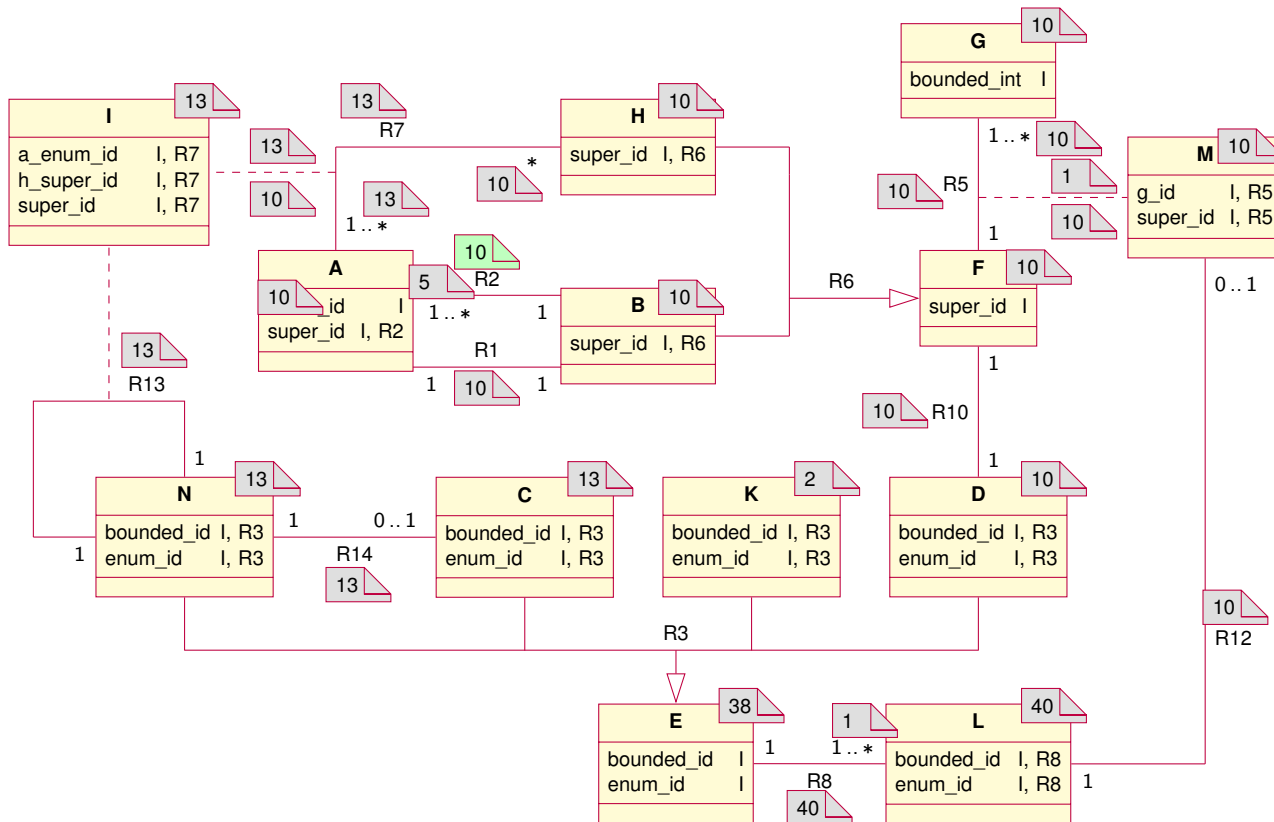 G
10
bounded_int I
I
13
a_enum_id I, R7
h_super_id I, R7
super_id I, R7
13
R7
13
10
13
1 .. *
H
10
super_id I, R6
*
10
1 .. *
10
R5
10
1
10
1
M
10
g_id I, R5
super_id I, R5
0 .. 1
A
10
_id I
super_id I, R2
5
10
R2
1 .. *
1
R1
1
10
1
B
10
super_id I, R6
R6
F
10
super_id I
1
10
R10
1
13
R13
1
1
N
13
bounded_id I, R3
enum_id I, R3
1
0 .. 1
R14
13
C
13
bounded_id I, R3
enum_id I, R3
K
2
bounded_id I, R3
enum_id I, R3
D
10
bounded_id I, R3
enum_id I, R3
R3
10
R12
E
38
bounded_id I
enum_id I
1
1
1 .. *
R8
40
L
40
bounded_id I, R8
enum_id I, R8
1